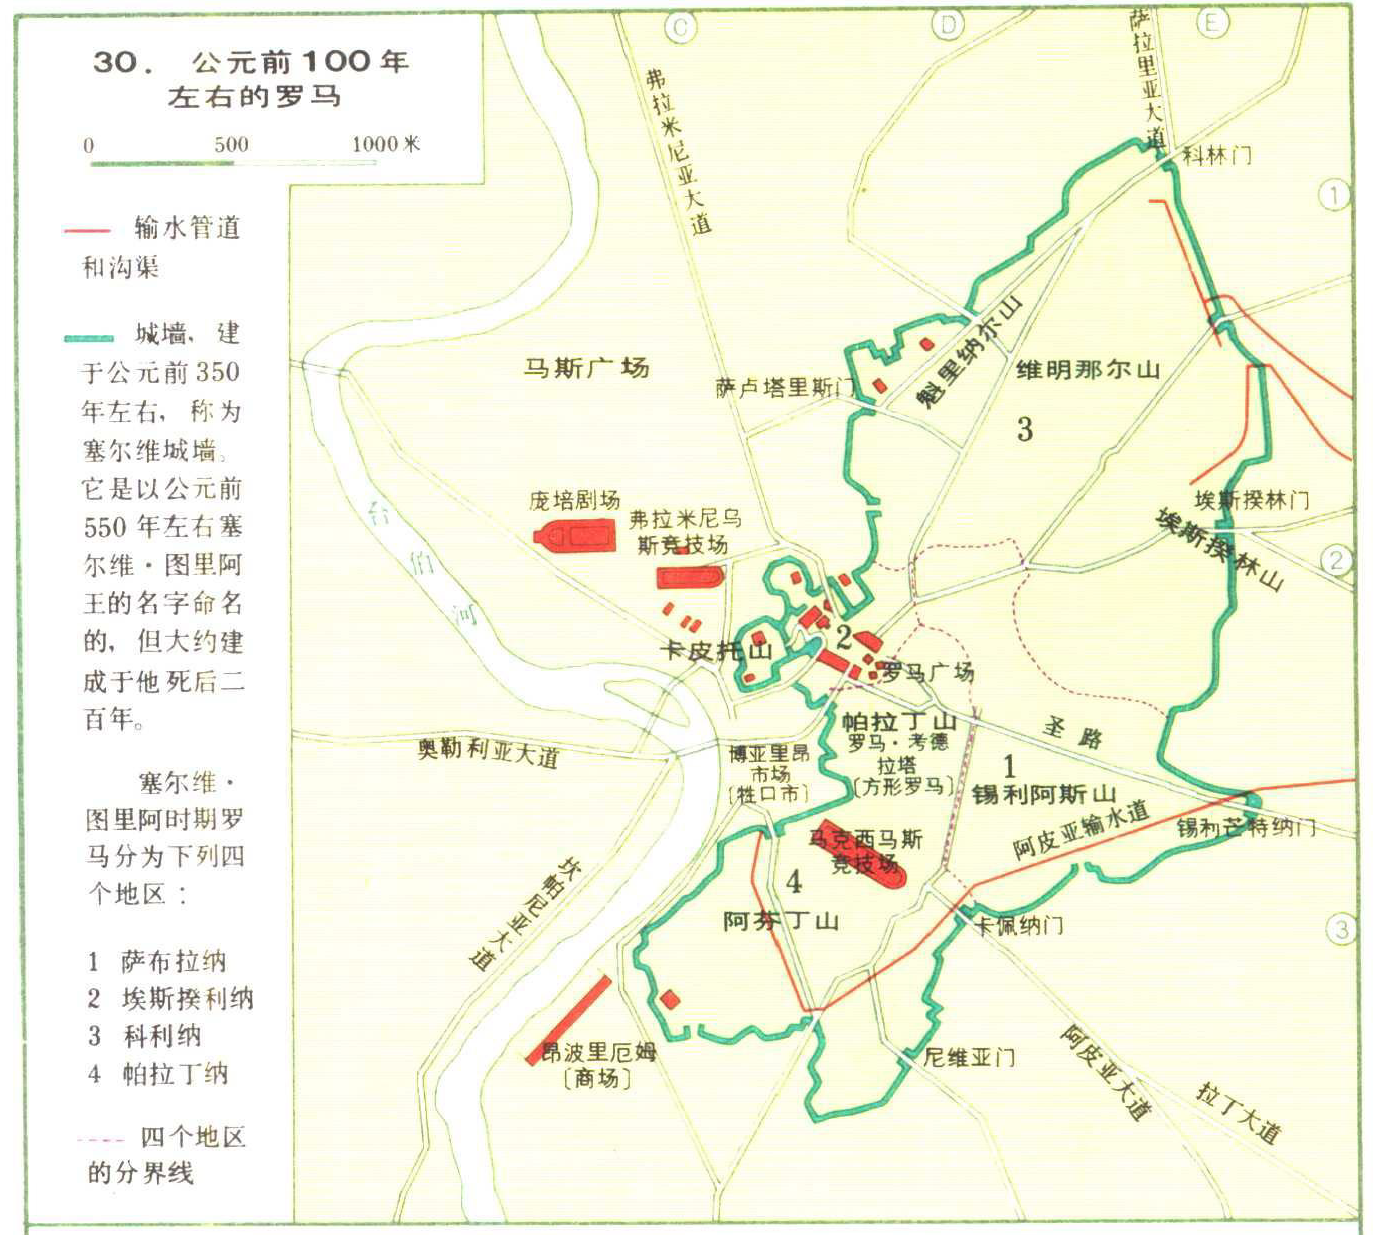 30. 公元前100年
左右的罗马
0 500 1000米
输水管道
和沟渠
城墙，建
于公元前350
年左右，称为
塞尔维城墙。
它是以公元前
550年左右塞
尔维·图里阿
王的名字命名
的，但大约建
成于他死后二
百年。
塞尔维·
图里阿时期罗
马分为下列四
个地区：
1 萨布拉纳
2 埃斯揆利纳
3 科利纳
4 帕拉丁纳
四个地区
的分界线
C
D
E
1
2
3
弗拉米尼亚大道
萨拉里亚大道
科林门
马斯广场
萨卢塔里斯门
魁里纳尔山
维明那尔山
3
庞培剧场
弗拉米尼乌
斯竞技场
埃斯揆林门
埃斯揆林山
台伯河
卡皮托山
2
罗马广场
帕拉丁山
罗马·考德
拉塔
〔方形罗马〕
圣路
奥勒利亚大道
博亚里昂
市场
〔牲口市〕
1
锡利阿斯山
阿皮亚输水道
锡利芒特纳门
马克西马斯
竞技场
4
阿芬丁山
坎帕尼亚大道
卡佩纳门
昂波里厄姆
〔商场〕
尼维亚门
阿皮亚大道
拉丁大道